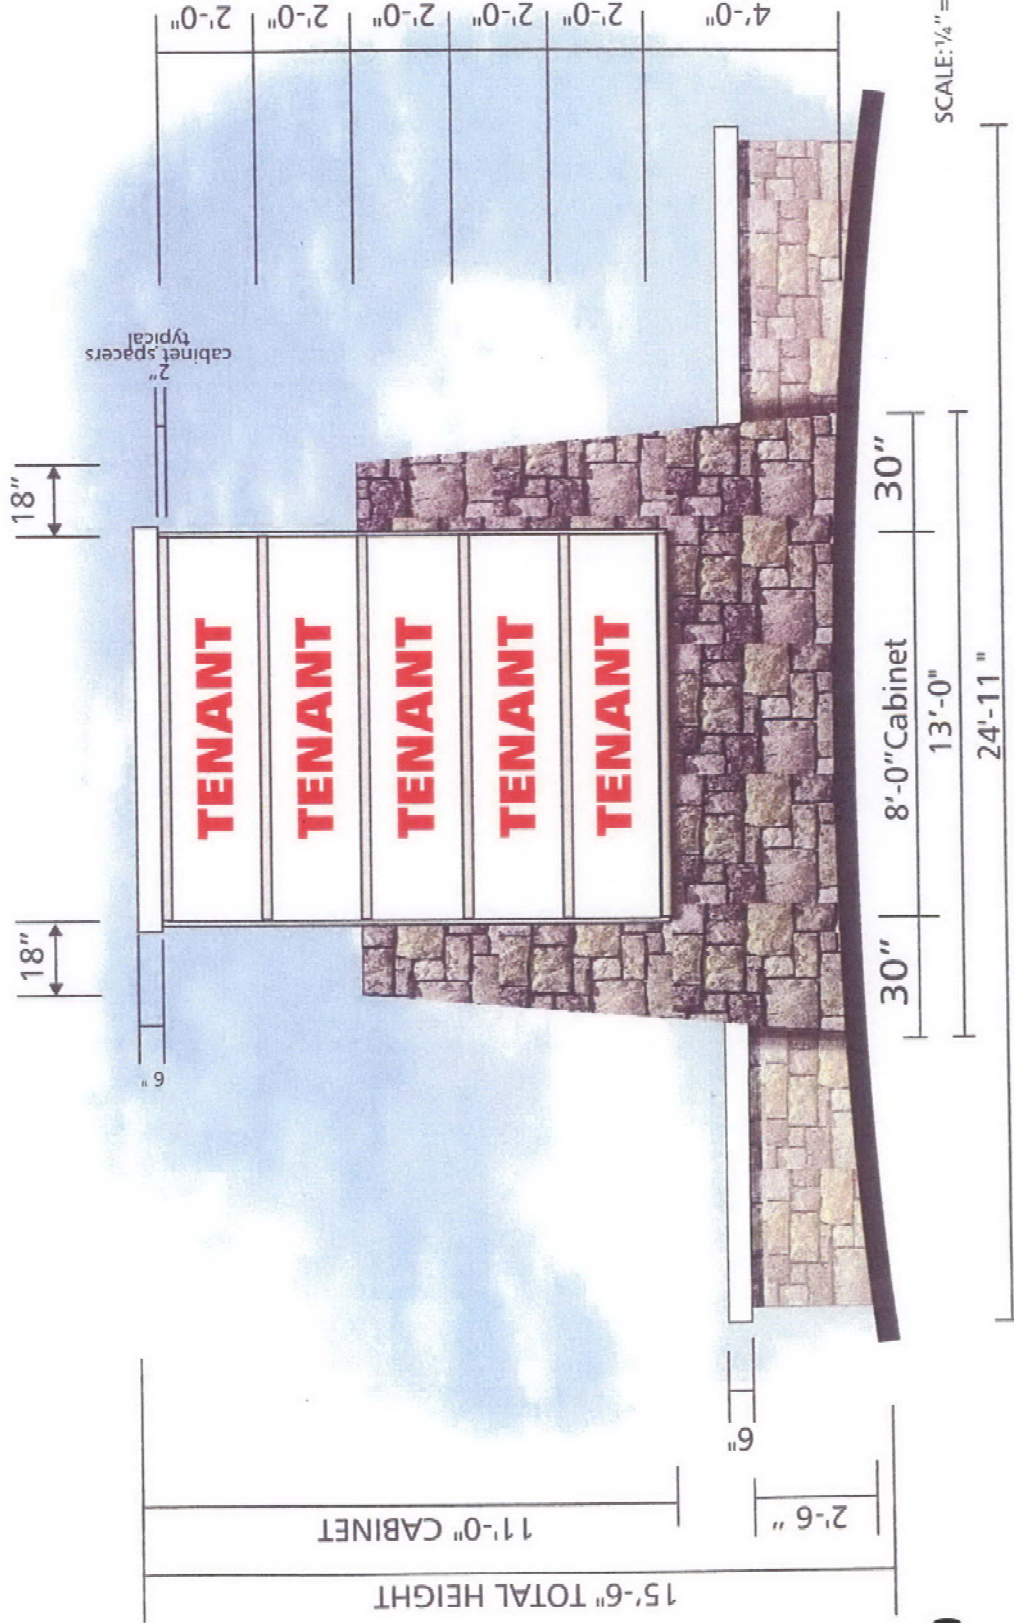 18"
18"
6"
2"
cabinet spacers
typical
2'-0"
2'-0"
2'-0"
2'-0"
2'-0"
4'-0"
TENANT
TENANT
TENANT
TENANT
TENANT
11'-0" CABINET
15'-6" TOTAL HEIGHT
6"
2'-6"
30"
8'-0"Cabinet
30"
13'-0"
24'-11"
SCALE: 1/4"=